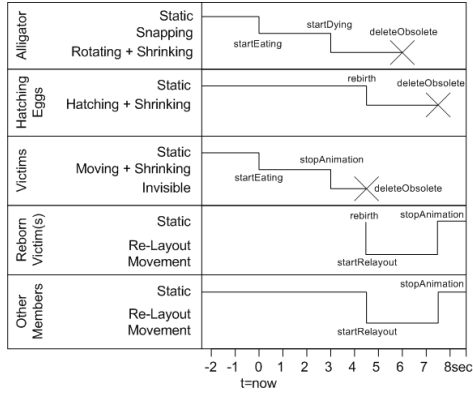 Alligator
Static
Snapping
Rotating + Shrinking
startEating
startDying
deleteObsolete
Hatching
Eggs
Static
Hatching + Shrinking
rebirth
deleteObsolete
Victims
Static
Moving + Shrinking
Invisible
startEating
stopAnimation
deleteObsolete
Reborn
Victim(s)
Static
Re-Layout
Movement
rebirth
stopAnimation
startRelayout
Other
Members
Static
Re-Layout
Movement
stopAnimation
startRelayout
-2 -1 0 1 2 3 4 5 6 7 8sec
t=now